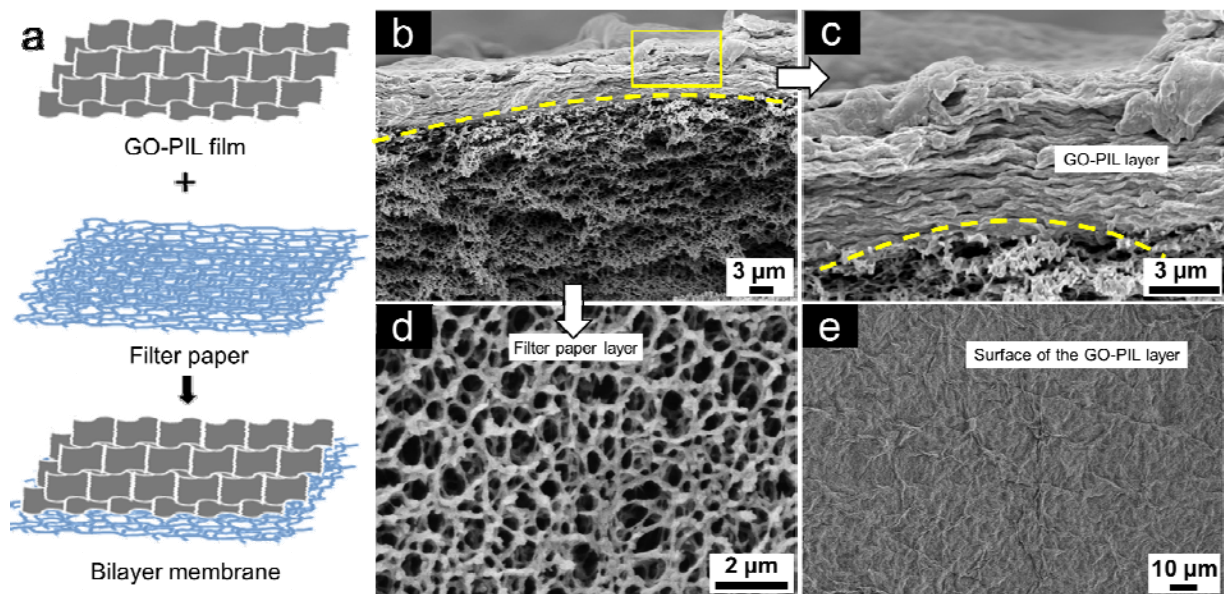 a
GO-PIL film
+
Filter paper
Bilayer membrane
b
3 µm
c
GO-PIL layer
3 µm
d
Filter paper layer
2 µm
e
Surface of the GO-PIL layer
10 µm